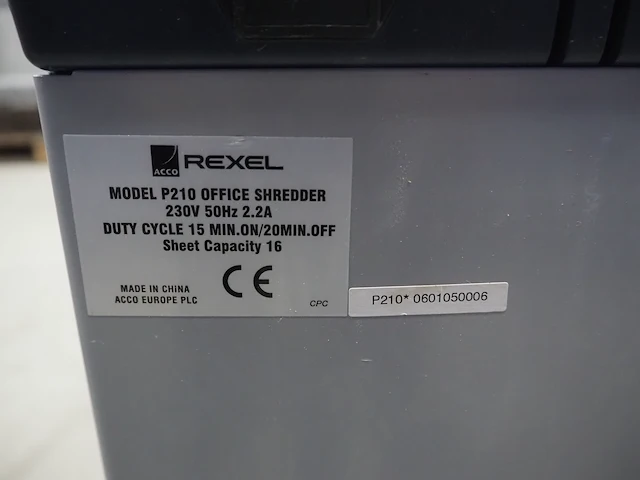 ACCO REXEL
MODEL P210 OFFICE SHREDDER
230V 50Hz 2.2A
DUTY CYCLE 15 MIN.ON/20MIN.OFF
Sheet Capacity 16
MADE IN CHINA
ACCO EUROPE PLC
CE
CPC
P210* 0601050006